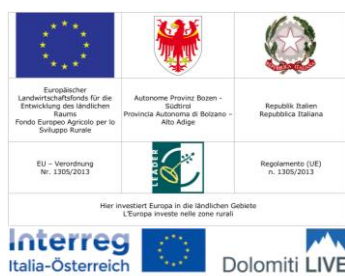 Europäischer
Landwirtschaftsfonds für die
Entwicklung des ländlichen
Raums
Fondo Europeo Agricolo per lo
Sviluppo Rurale
Autonome Provinz Bozen -
Südtirol
Provincia Autonoma di Bolzano –
Alto Adige
Republik Italien
Repubblica Italiana
EU – Verordnung
Nr. 1305/2013
LEADER
Regolamento (UE)
n. 1305/2013
Hier investiert Europa in die ländlichen Gebiete
L'Europa investe nelle zone rurali
Interreg
Italia-Österreich
Dolomiti LIVE